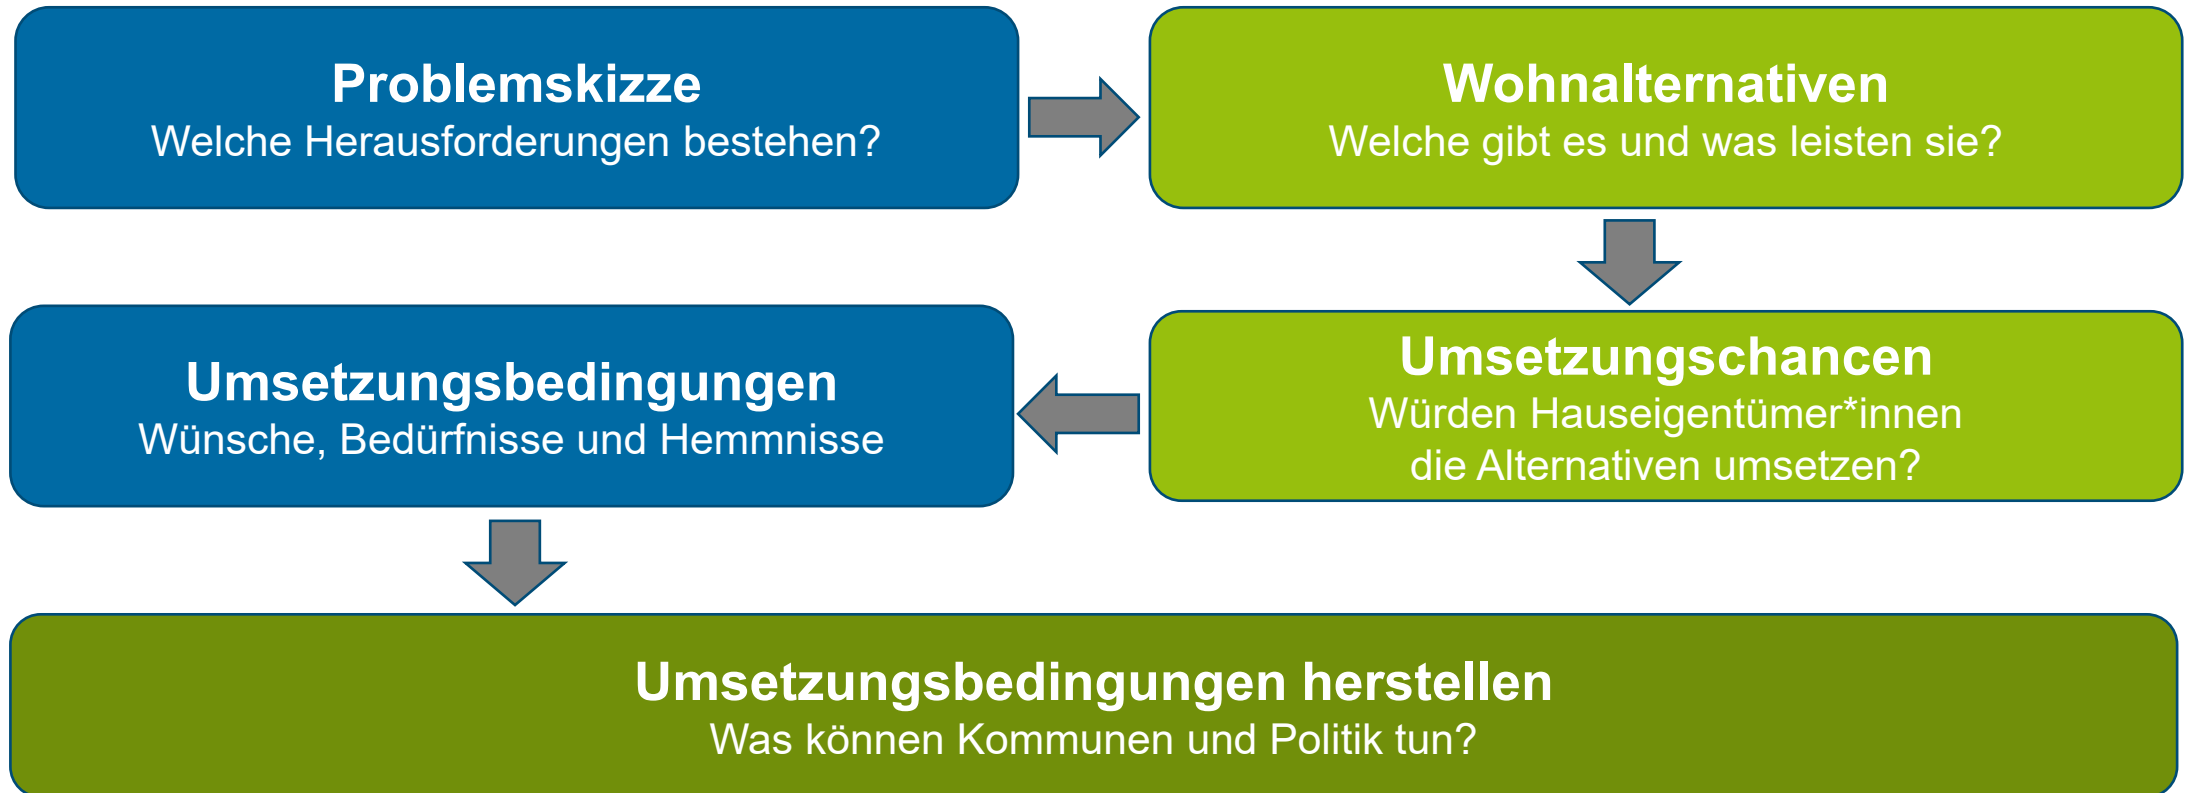 Problemskizze
Welche Herausforderungen bestehen?
Wohnalternativen
Welche gibt es und was leisten sie?
Umsetzungschancen
Würden Hauseigentümer*innen
die Alternativen umsetzen?
Umsetzungsbedingungen
Wünsche, Bedürfnisse und Hemmnisse
Umsetzungsbedingungen herstellen
Was können Kommunen und Politik tun?